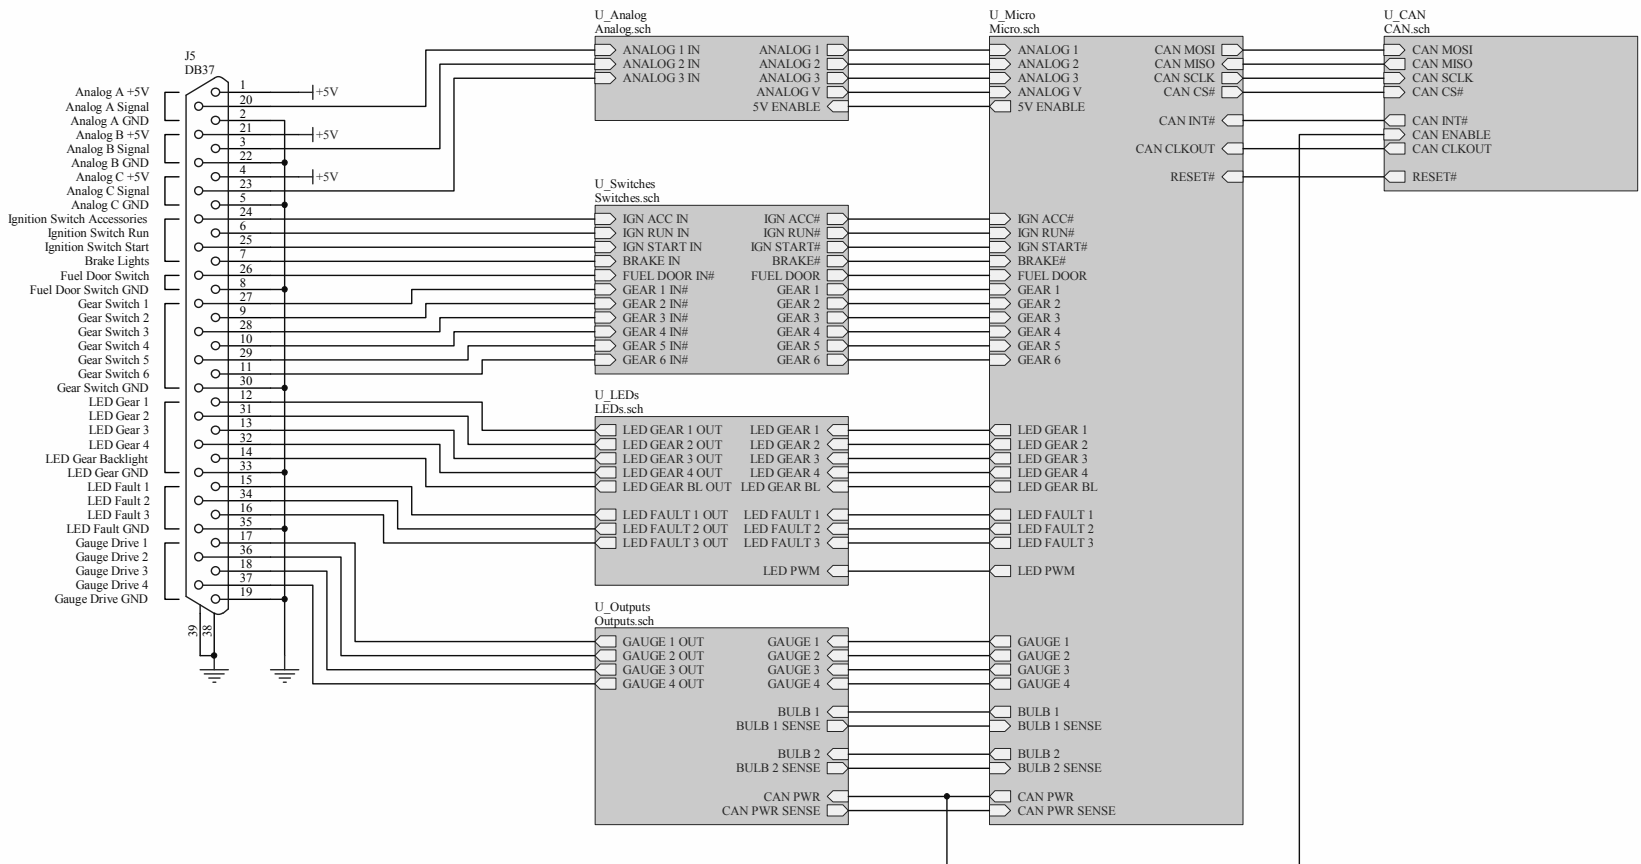 J5
DB37
Analog A +5V
Analog A Signal
Analog A GND
Analog B +5V
Analog B Signal
Analog B GND
Analog C +5V
Analog C Signal
Analog C GND
Ignition Switch Accessories
Ignition Switch Run
Ignition Switch Start
Brake Lights
Fuel Door Switch
Fuel Door Switch GND
Gear Switch 1
Gear Switch 2
Gear Switch 3
Gear Switch 4
Gear Switch 5
Gear Switch 6
Gear Switch GND
LED Gear 1
LED Gear 2
LED Gear 3
LED Gear 4
LED Gear Backlight
LED Gear GND
LED Fault 1
LED Fault 2
LED Fault 3
LED Fault GND
Gauge Drive 1
Gauge Drive 2
Gauge Drive 3
Gauge Drive 4
Gauge Drive GND
1
20
2
21
3
22
4
23
5
24
6
25
7
26
8
27
9
28
10
29
11
30
12
31
13
32
14
33
15
34
16
35
17
36
18
37
19
39
38
+5V
+5V
+5V
U_Analog
Analog.sch
ANALOG 1 IN
ANALOG 2 IN
ANALOG 3 IN
ANALOG 1
ANALOG 2
ANALOG 3
ANALOG V
5V ENABLE
U_Switches
Switches.sch
IGN ACC IN
IGN RUN IN
IGN START IN
BRAKE IN
FUEL DOOR IN#
GEAR 1 IN#
GEAR 2 IN#
GEAR 3 IN#
GEAR 4 IN#
GEAR 5 IN#
GEAR 6 IN#
IGN ACC#
IGN RUN#
IGN START#
BRAKE#
FUEL DOOR
GEAR 1
GEAR 2
GEAR 3
GEAR 4
GEAR 5
GEAR 6
U_LEDs
LEDs.sch
LED GEAR 1 OUT
LED GEAR 2 OUT
LED GEAR 3 OUT
LED GEAR 4 OUT
LED GEAR BL OUT
LED FAULT 1 OUT
LED FAULT 2 OUT
LED FAULT 3 OUT
LED GEAR 1
LED GEAR 2
LED GEAR 3
LED GEAR 4
LED GEAR BL
LED FAULT 1
LED FAULT 2
LED FAULT 3
LED PWM
U_Outputs
Outputs.sch
GAUGE 1 OUT
GAUGE 2 OUT
GAUGE 3 OUT
GAUGE 4 OUT
GAUGE 1
GAUGE 2
GAUGE 3
GAUGE 4
BULB 1
BULB 1 SENSE
BULB 2
BULB 2 SENSE
CAN PWR
CAN PWR SENSE
U_Micro
Micro.sch
ANALOG 1
ANALOG 2
ANALOG 3
ANALOG V
5V ENABLE
IGN ACC#
IGN RUN#
IGN START#
BRAKE#
FUEL DOOR
GEAR 1
GEAR 2
GEAR 3
GEAR 4
GEAR 5
GEAR 6
LED GEAR 1
LED GEAR 2
LED GEAR 3
LED GEAR 4
LED GEAR BL
LED FAULT 1
LED FAULT 2
LED FAULT 3
LED PWM
GAUGE 1
GAUGE 2
GAUGE 3
GAUGE 4
BULB 1
BULB 1 SENSE
BULB 2
BULB 2 SENSE
CAN PWR
CAN PWR SENSE
CAN MOSI
CAN MISO
CAN SCLK
CAN CS#
CAN INT#
CAN CLKOUT
RESET#
U_CAN
CAN.sch
CAN MOSI
CAN MISO
CAN SCLK
CAN CS#
CAN INT#
CAN ENABLE
CAN CLKOUT
RESET#